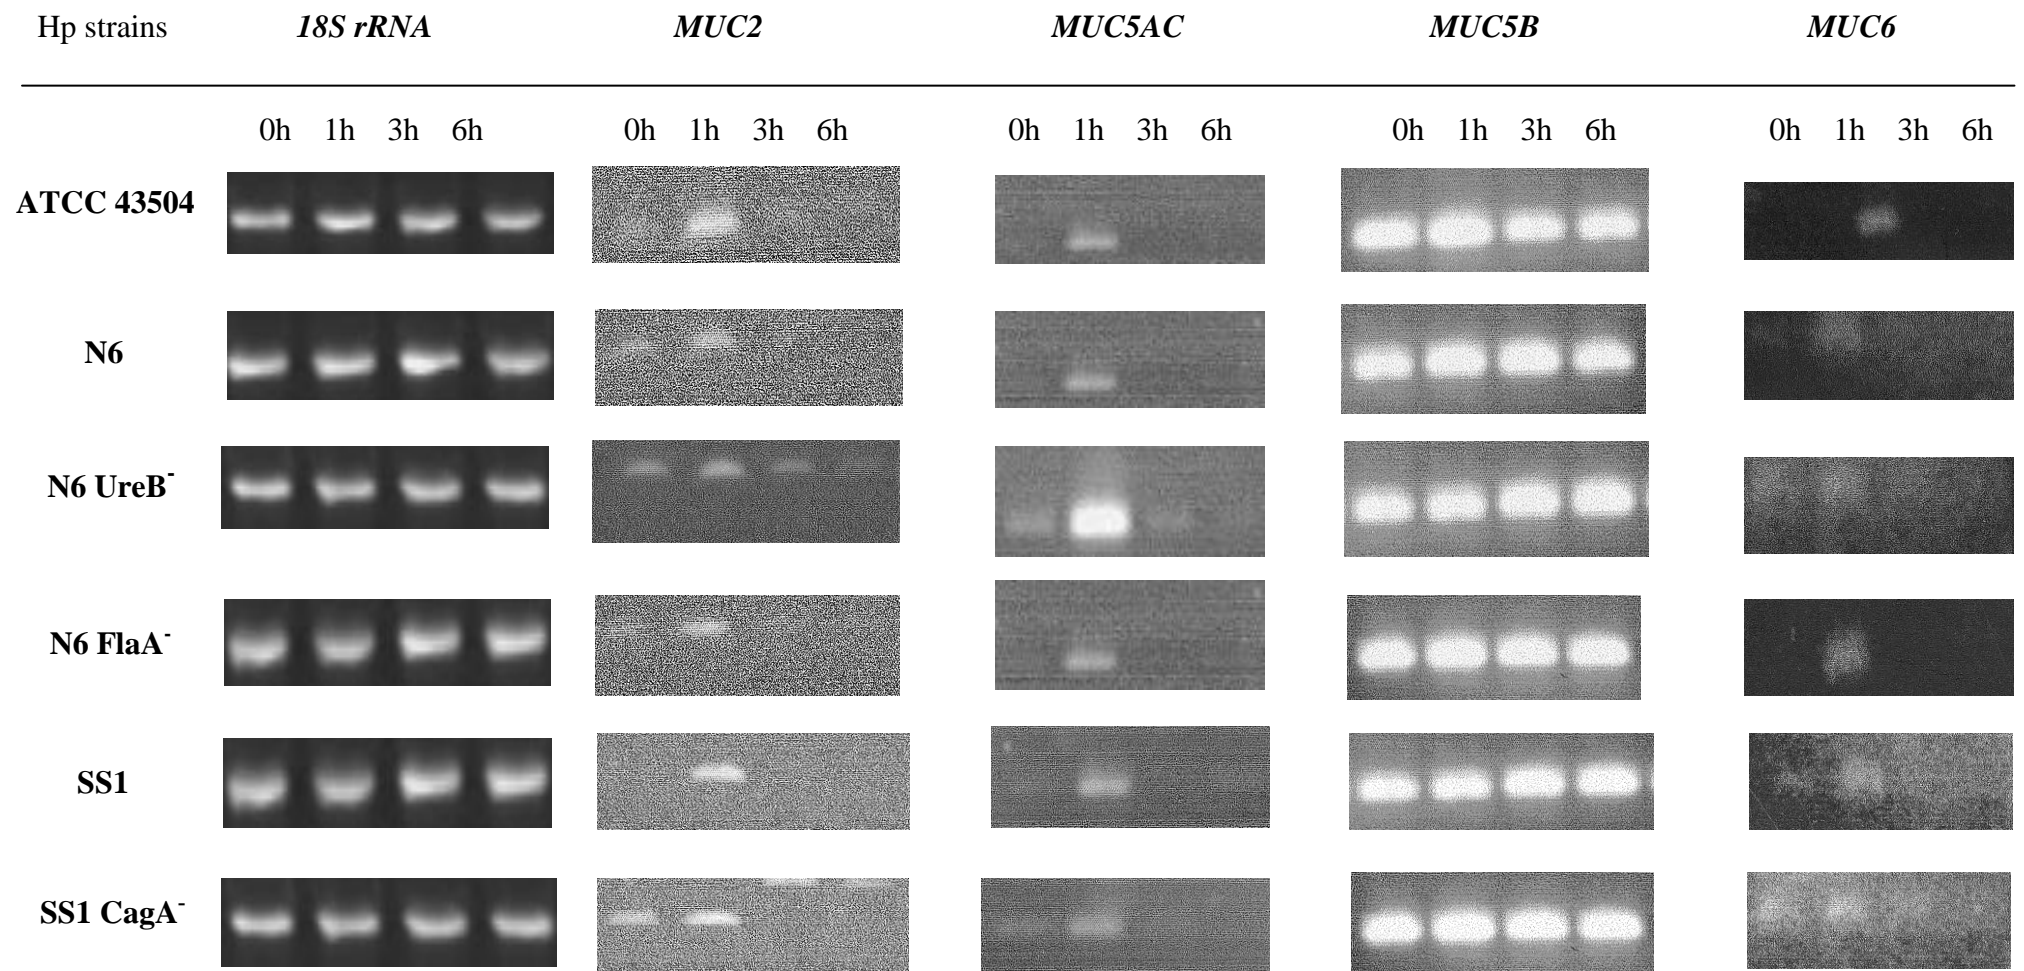 Hp strains 18S rRNA MUC2 MUC5AC MUC5B MUC6
0h 1h 3h 6h 0h 1h 3h 6h 0h 1h 3h 6h 0h 1h 3h 6h 0h 1h 3h 6h
ATCC 43504
N6
N6 UreB-
N6 FlaA-
SS1
SS1 CagA-